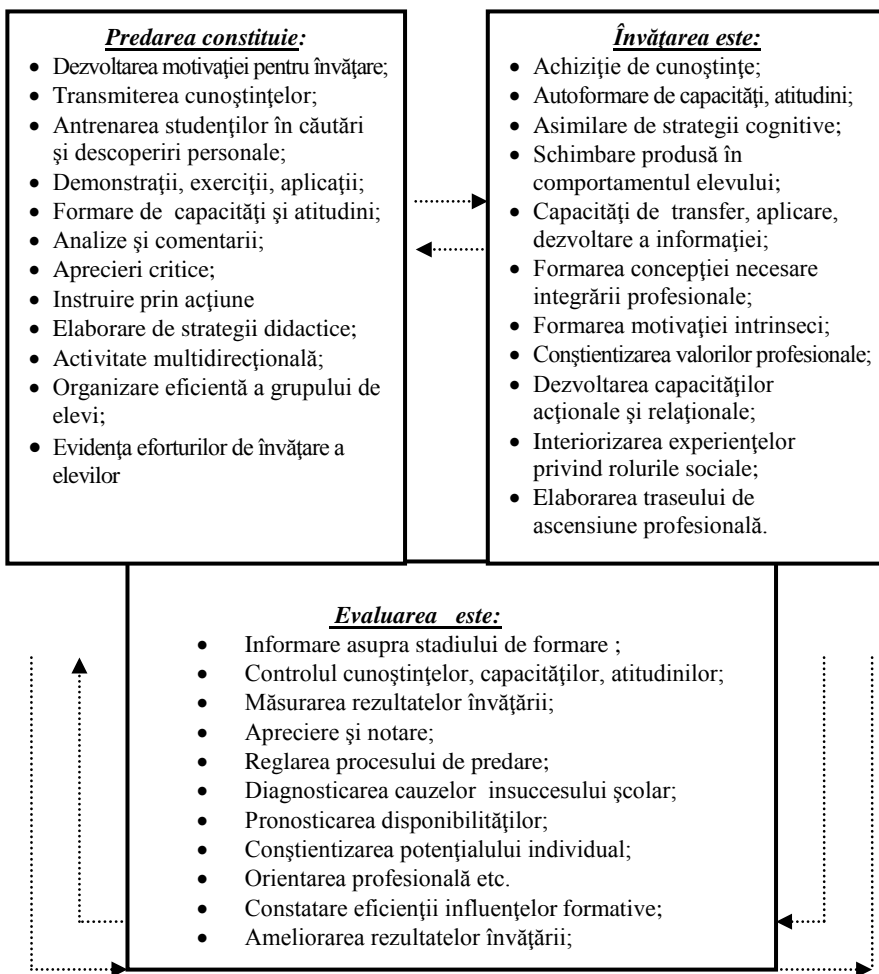 Predarea constituie:
• Dezvoltarea motivaţiei pentru învăţare;
• Transmiterea cunoştinţelor;
• Antrenarea studenţilor în căutări
şi descoperiri personale;
• Demonstraţii, exerciţii, aplicaţii;
• Formare de capacităţi şi atitudini;
• Analize şi comentarii;
• Aprecieri critice;
• Instruire prin acţiune
• Elaborare de strategii didactice;
• Activitate multidirecţională;
• Organizare eficientă a grupului de
elevi;
• Evidenţa eforturilor de învăţare a
elevilor
Învăţarea este:
• Achiziţie de cunoştinţe;
• Autoformare de capacităţi, atitudini;
• Asimilare de strategii cognitive;
• Schimbare produsă în
comportamentul elevului;
• Capacităţi de transfer, aplicare,
dezvoltare a informaţiei;
• Formarea concepţiei necesare
integrării profesionale;
• Formarea motivaţiei intrinseci;
• Conştientizarea valorilor profesionale;
• Dezvoltarea capacităţilor
acţionale şi relaţionale;
• Interiorizarea experienţelor
privind rolurile sociale;
• Elaborarea traseului de
ascensiune profesională.
Evaluarea este:
• Informare asupra stadiului de formare ;
• Controlul cunoştinţelor, capacităţilor, atitudinilor;
• Măsurarea rezultatelor învăţării;
• Apreciere şi notare;
• Reglarea procesului de predare;
• Diagnosticarea cauzelor insuccesului şcolar;
• Pronosticarea disponibilităţilor;
• Conştientizarea potenţialului individual;
• Orientarea profesională etc.
• Constatare eficienţii influenţelor formative;
• Ameliorarea rezultatelor învăţării;